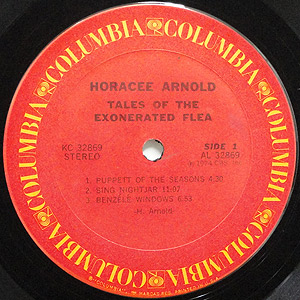 COLUMBIA COLUMBIA COLUMBIA COLUMBIA COLUMBIA COLUMBIA
HORACEE ARNOLD
TALES OF THE
EXONERATED FLEA
KC 32869
STEREO
SIDE 1
AL 32869
1. PUPPETT OF THE SEASONS 4:30
2. SING NIGHTJAR 11:07
3. BENZELE WINDOWS 6:53
H. Arnold